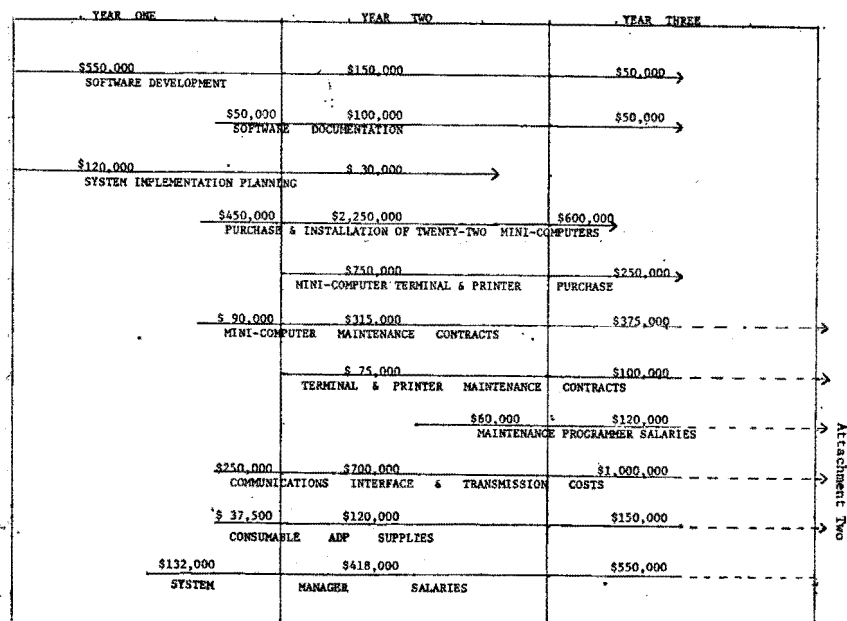 YEAR ONE YEAR TWO YEAR THREE
$550,000 $150,000 $50,000
SOFTWARE DEVELOPMENT
$50,000 $100,000 $50,000
SOFTWARE DOCUMENTATION
$120,000 $ 30,000
SYSTEM IMPLEMENTATION PLANNING
$450,000 $2,250,000 $600,000
PURCHASE & INSTALLATION OF TWENTY-TWO MINI-COMPUTERS
$750,000 $250,000
MINI-COMPUTER TERMINAL & PRINTER PURCHASE
$ 90,000 $315,000 $375,000
MINI-COMPUTER MAINTENANCE CONTRACTS
$ 75,000 $100,000
TERMINAL & PRINTER MAINTENANCE CONTRACTS
$60,000 $120,000
MAINTENANCE PROGRAMMER SALARIES
$250,000 $700,000 $1,000,000
COMMUNICATIONS INTERFACE & TRANSMISSION COSTS
$ 37,500 $120,000 $150,000
CONSUMABLE ADP SUPPLIES
$132,000 $418,000 $550,000
SYSTEM MANAGER SALARIES
Attachment Two